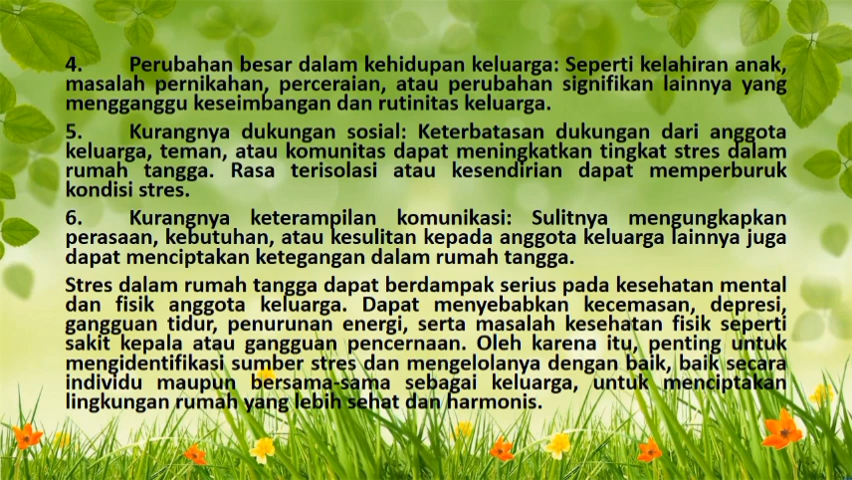 4. Perubahan besar dalam kehidupan keluarga: Seperti kelahiran anak,
masalah pernikahan, perceraian, atau perubahan signifikan lainnya yang
mengganggu keseimbangan dan rutinitas keluarga.
5. Kurangnya dukungan sosial: Keterbatasan dukungan dari anggota
keluarga, teman, atau komunitas dapat meningkatkan tingkat stres dalam
rumah tangga. Rasa terisolasi atau kesendirian dapat memperburuk
kondisi stres.
6. Kurangnya keterampilan komunikasi: Sulitnya mengungkapkan
perasaan, kebutuhan, atau kesulitan kepada anggota keluarga lainnya juga
dapat menciptakan ketegangan dalam rumah tangga.
Stres dalam rumah tangga dapat berdampak serius pada kesehatan mental
dan fisik anggota keluarga. Dapat menyebabkan kecemasan, depresi,
gangguan tidur, penurunan energi, serta masalah kesehatan fisik seperti
sakit kepala atau gangguan pencernaan. Oleh karena itu, penting untuk
mengidentifikasi sumber stres dan mengelolanya dengan baik, baik secara
individu maupun bersama-sama sebagai keluarga, untuk menciptakan
lingkungan rumah yang lebih sehat dan harmonis.